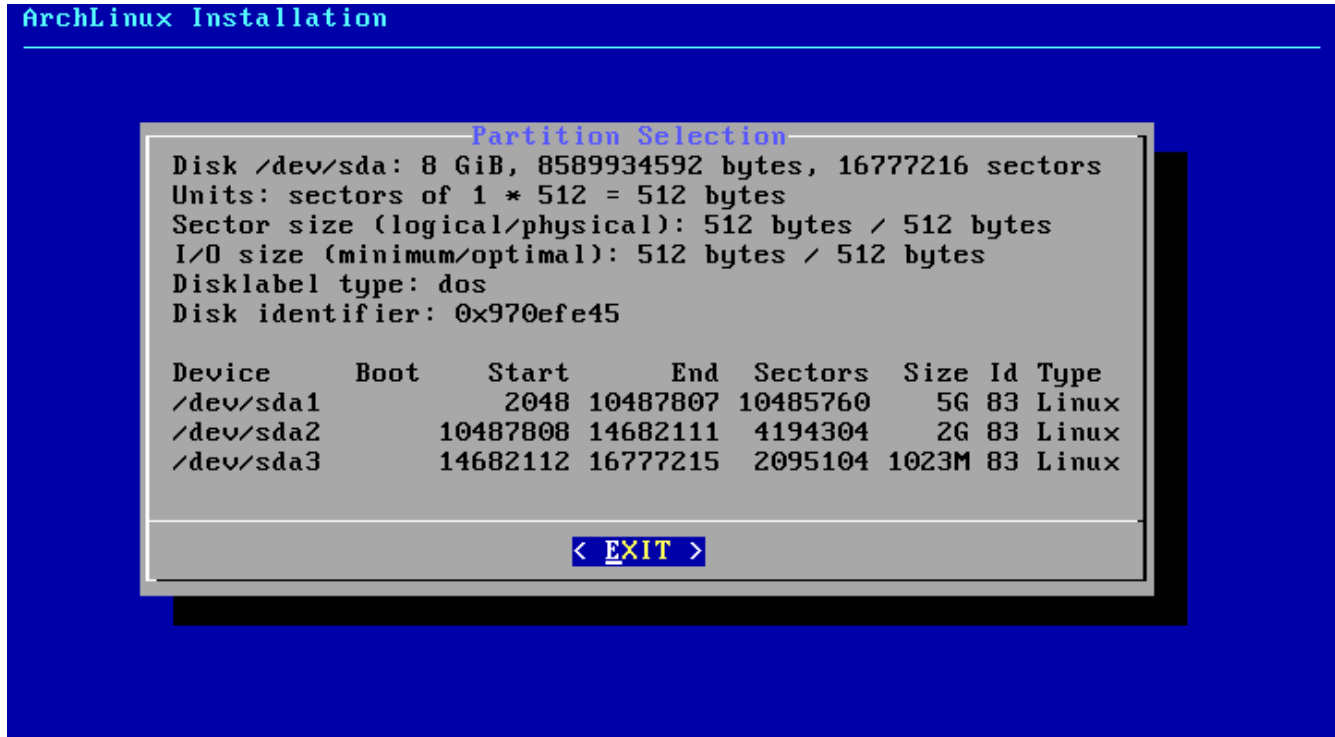 ArchLinux Installation
Partition Selection
Disk /dev/sda: 8 GiB, 8589934592 bytes, 16777216 sectors
Units: sectors of 1 * 512 = 512 bytes
Sector size (logical/physical): 512 bytes / 512 bytes
I/O size (minimum/optimal): 512 bytes / 512 bytes
Disklabel type: dos
Disk identifier: 0x970efe45
Device Boot Start End Sectors Size Id Type
/dev/sda1 2048 10487807 10485760 5G 83 Linux
/dev/sda2 10487808 14682111 4194304 2G 83 Linux
/dev/sda3 14682112 16777215 2095104 1023M 83 Linux
< EXIT >